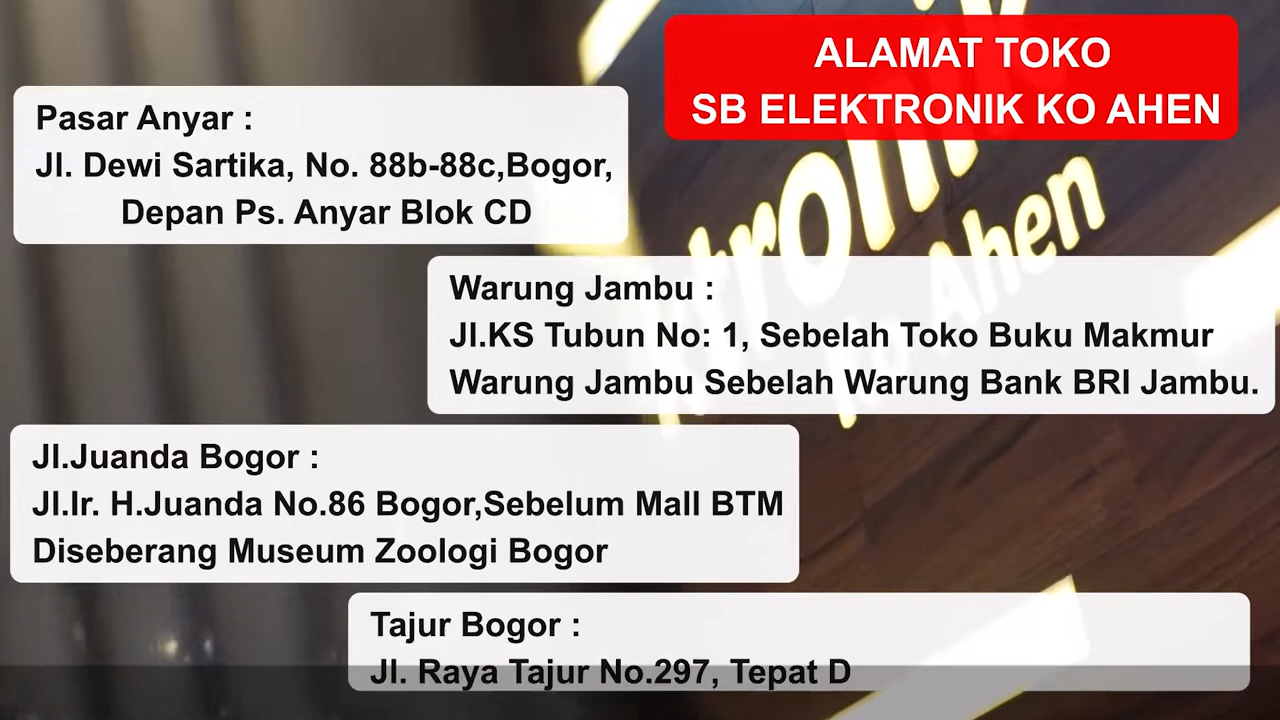 ALAMAT TOKO
SB ELEKTRONIK KO AHEN
Pasar Anyar :
Jl. Dewi Sartika, No. 88b-88c,Bogor,
Depan Ps. Anyar Blok CD
Warung Jambu :
Jl.KS Tubun No: 1, Sebelah Toko Buku Makmur
Warung Jambu Sebelah Warung Bank BRI Jambu.
Jl.Juanda Bogor :
Jl.Ir. H.Juanda No.86 Bogor,Sebelum Mall BTM
Diseberang Museum Zoologi Bogor
Tajur Bogor :
Jl. Raya Tajur No.297, Tepat D
Ahen